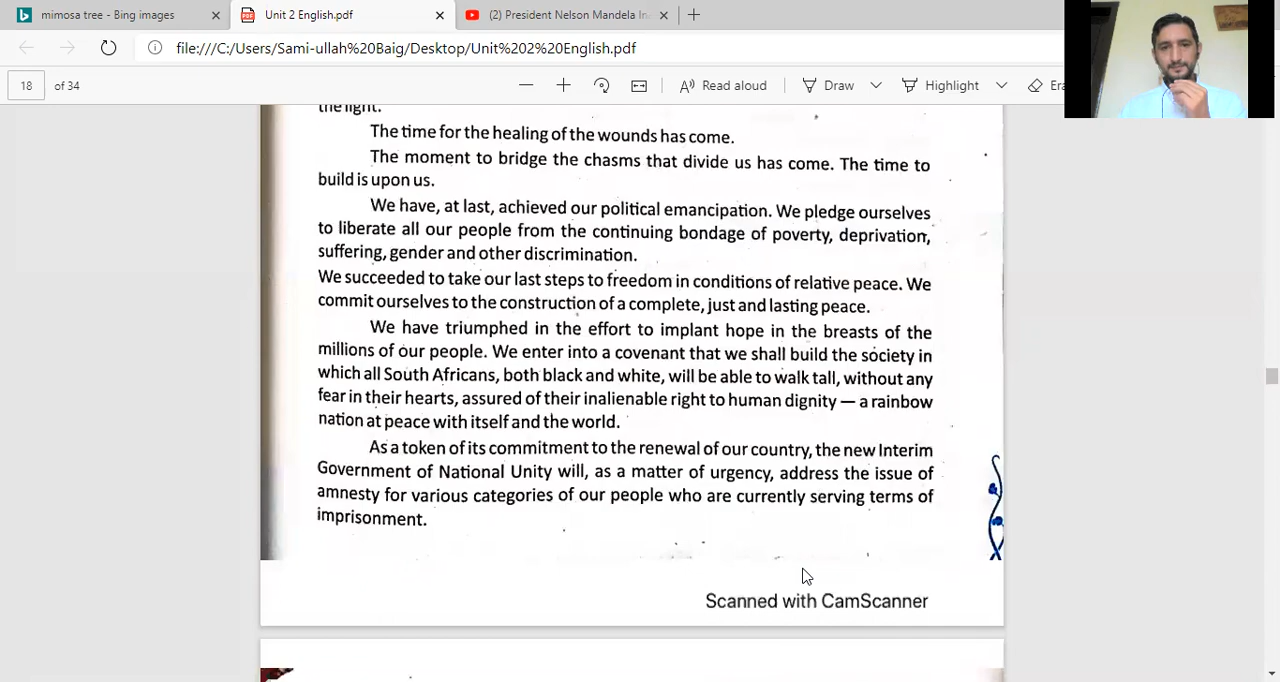 mimosa tree - Bing images
Unit 2 English.pdf
(2) President Nelson Mandela In
file:///C:/Users/Sami-ullah%20Baig/Desktop/Unit%202%20English.pdf
18 of 34
Read aloud
Draw
Highlight
Era
the light.
The time for the healing of the wounds has come.
The moment to bridge the chasms that divide us has come. The time to
build is upon us.
We have, at last, achieved our political emancipation. We pledge ourselves
to liberate all our people from the continuing bondage of poverty, deprivation,
suffering, gender and other discrimination.
We succeeded to take our last steps to freedom in conditions of relative peace. We
commit ourselves to the construction of a complete, just and lasting peace.
We have triumphed in the effort to implant hope in the breasts of the
millions of our people. We enter into a covenant that we shall build the society in
which all South Africans, both black and white, will be able to walk tall, without any
fear in their hearts, assured of their inalienable right to human dignity — a rainbow
nation at peace with itself and the world.
As a token of its commitment to the renewal of our country, the new Interim
Government of National Unity will, as a matter of urgency, address the issue of
amnesty for various categories of our people who are currently serving terms of
imprisonment.
Scanned with CamScanner